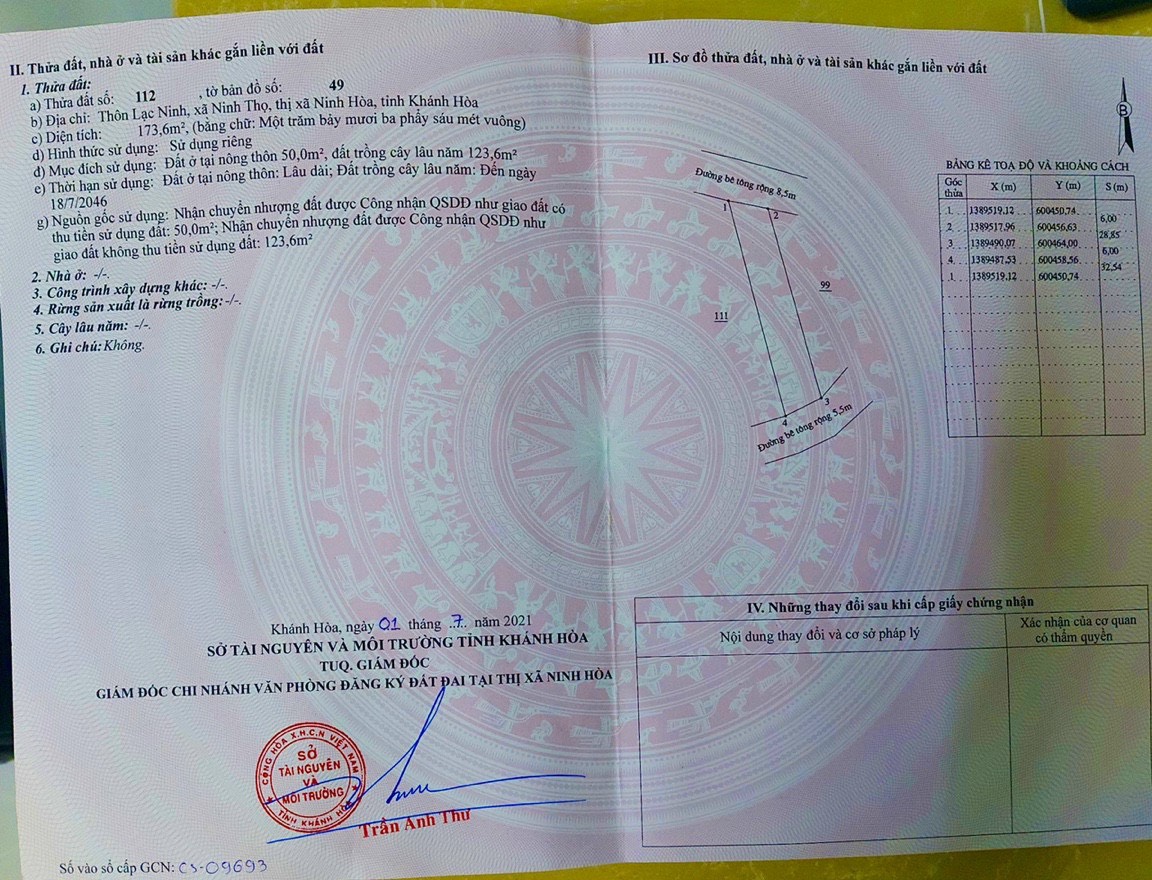 II. Thửa đất, nhà ở và tài sản khác gắn liền với đất
1. Thửa đất:
a) Thửa đất số: 112 , tờ bản đồ số: 49
b) Địa chỉ: Thôn Lạc Ninh, xã Ninh Thọ, thị xã Ninh Hòa, tỉnh Khánh Hòa
c) Diện tích: 173,6m², (bằng chữ: Một trăm bảy mươi ba phẩy sáu mét vuông)
d) Hình thức sử dụng: Sử dụng riêng
đ) Mục đích sử dụng: Đất ở tại nông thôn 50,0m², đất trồng cây lâu năm 123,6m²
e) Thời hạn sử dụng: Đất ở tại nông thôn: Lâu dài; Đất trồng cây lâu năm: Đến ngày
18/7/2046
g) Nguồn gốc sử dụng: Nhận chuyển nhượng đất được Công nhận QSDĐ như giao đất có
thu tiền sử dụng đất: 50,0m²; Nhận chuyển nhượng đất được Công nhận QSDĐ như
giao đất không thu tiền sử dụng đất: 123,6m²
2. Nhà ở: -/-.
3. Công trình xây dựng khác: -/-.
4. Rừng sản xuất là rừng trồng: -/-.
5. Cây lâu năm: -/-.
6. Ghi chú: Không.
Khánh Hòa, ngày 01 tháng .7. năm 2021
SỞ TÀI NGUYÊN VÀ MÔI TRƯỜNG TỈNH KHÁNH HÒA
TUQ. GIÁM ĐỐC
GIÁM ĐỐC CHI NHÁNH VĂN PHÒNG ĐĂNG KÝ ĐẤT ĐAI TẠI THỊ XÃ NINH HÒA
CỘNG HÒA X.H.C.N VIỆT NAM
SỞ
TÀI NGUYÊN
VÀ
MÔI TRƯỜNG
TỈNH KHÁNH HÒA
Trần Anh Thư
Số vào sổ cấp GCN: CS-09693
III. Sơ đồ thửa đất, nhà ở và tài sản khác gắn liền với đất
B
Đường bê tông rộng 8,5m
1
2
99
111
3
4
Đường bê tông rộng 5,5m
BẢNG KÊ TOẠ ĐỘ VÀ KHOẢNG CÁCH
Góc thửa X (m) Y (m) S (m)
1 1389519,12 600450,74
6,00
2 1389517,96 600456,63
28,85
3 1389490,07 600464,00
6,00
4 1389487,53 600458,56
32,54
1 1389519,12 600450,74
IV. Những thay đổi sau khi cấp giấy chứng nhận
Nội dung thay đổi và cơ sở pháp lý
Xác nhận của cơ quan
có thẩm quyền